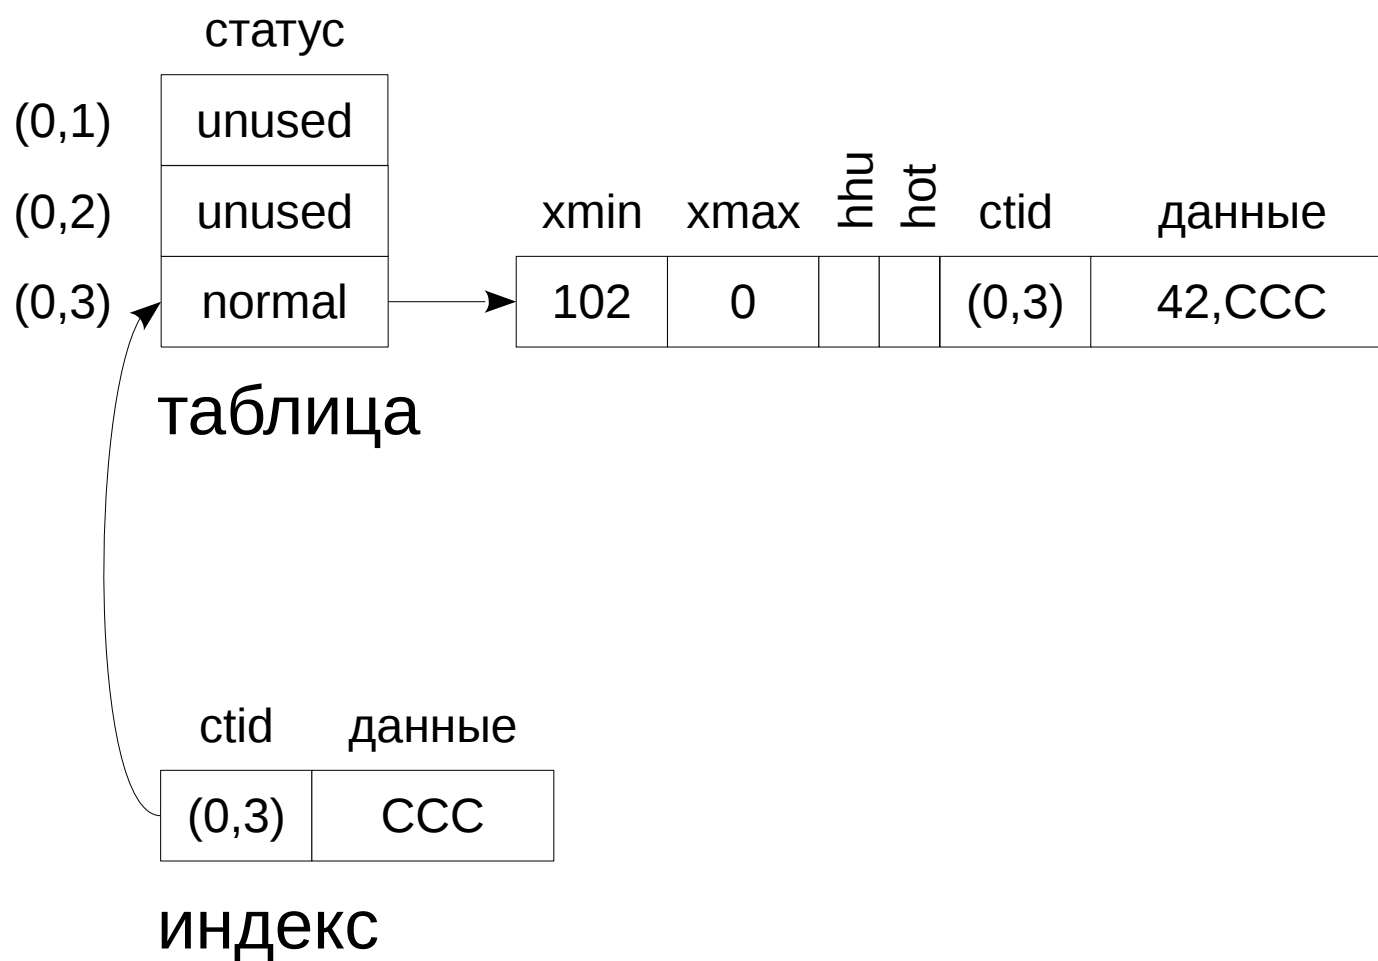 статус
(0,1) unused
(0,2) unused
xmin xmax hhu hot ctid данные
(0,3) normal 102 0 (0,3) 42,CCC
таблица
ctid данные
(0,3) CCC
индекс